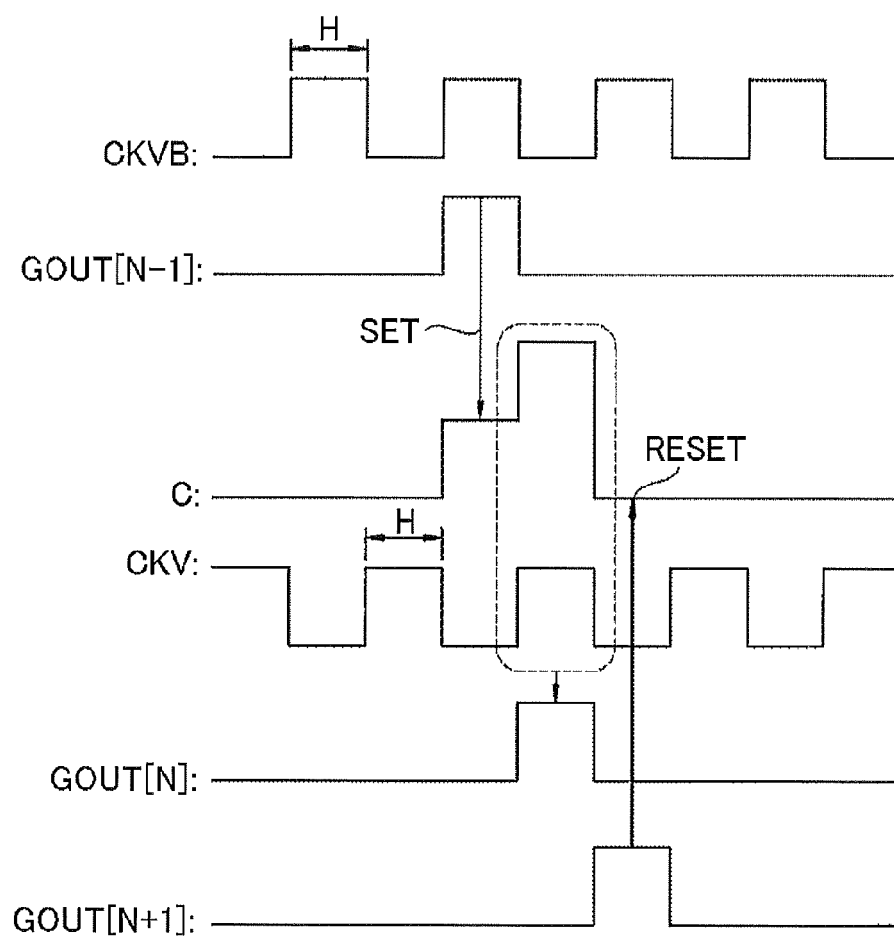 H
CKVB:
GOUT[N-1]:
SET
RESET
C:
H
CKV:
GOUT[N]:
GOUT[N+1]: